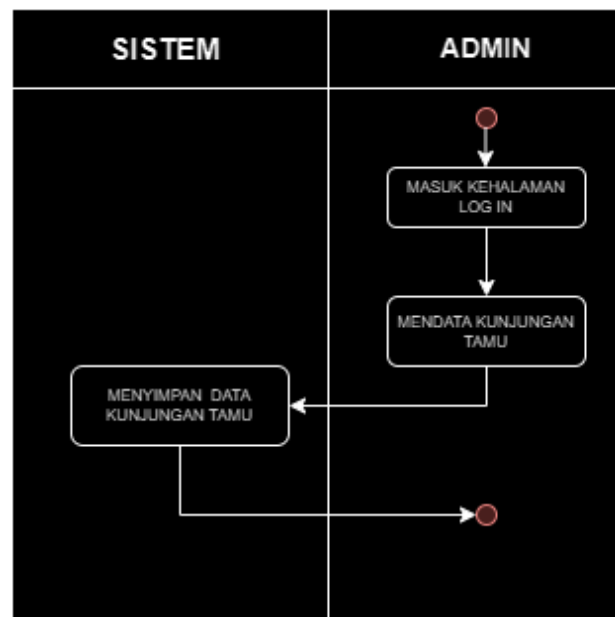 SISTEM
ADMIN
MASUK KEHALAMAN
LOG IN
MENDATA KUNJUNGAN
TAMU
MENYIMPAN DATA
KUNJUNGAN TAMU